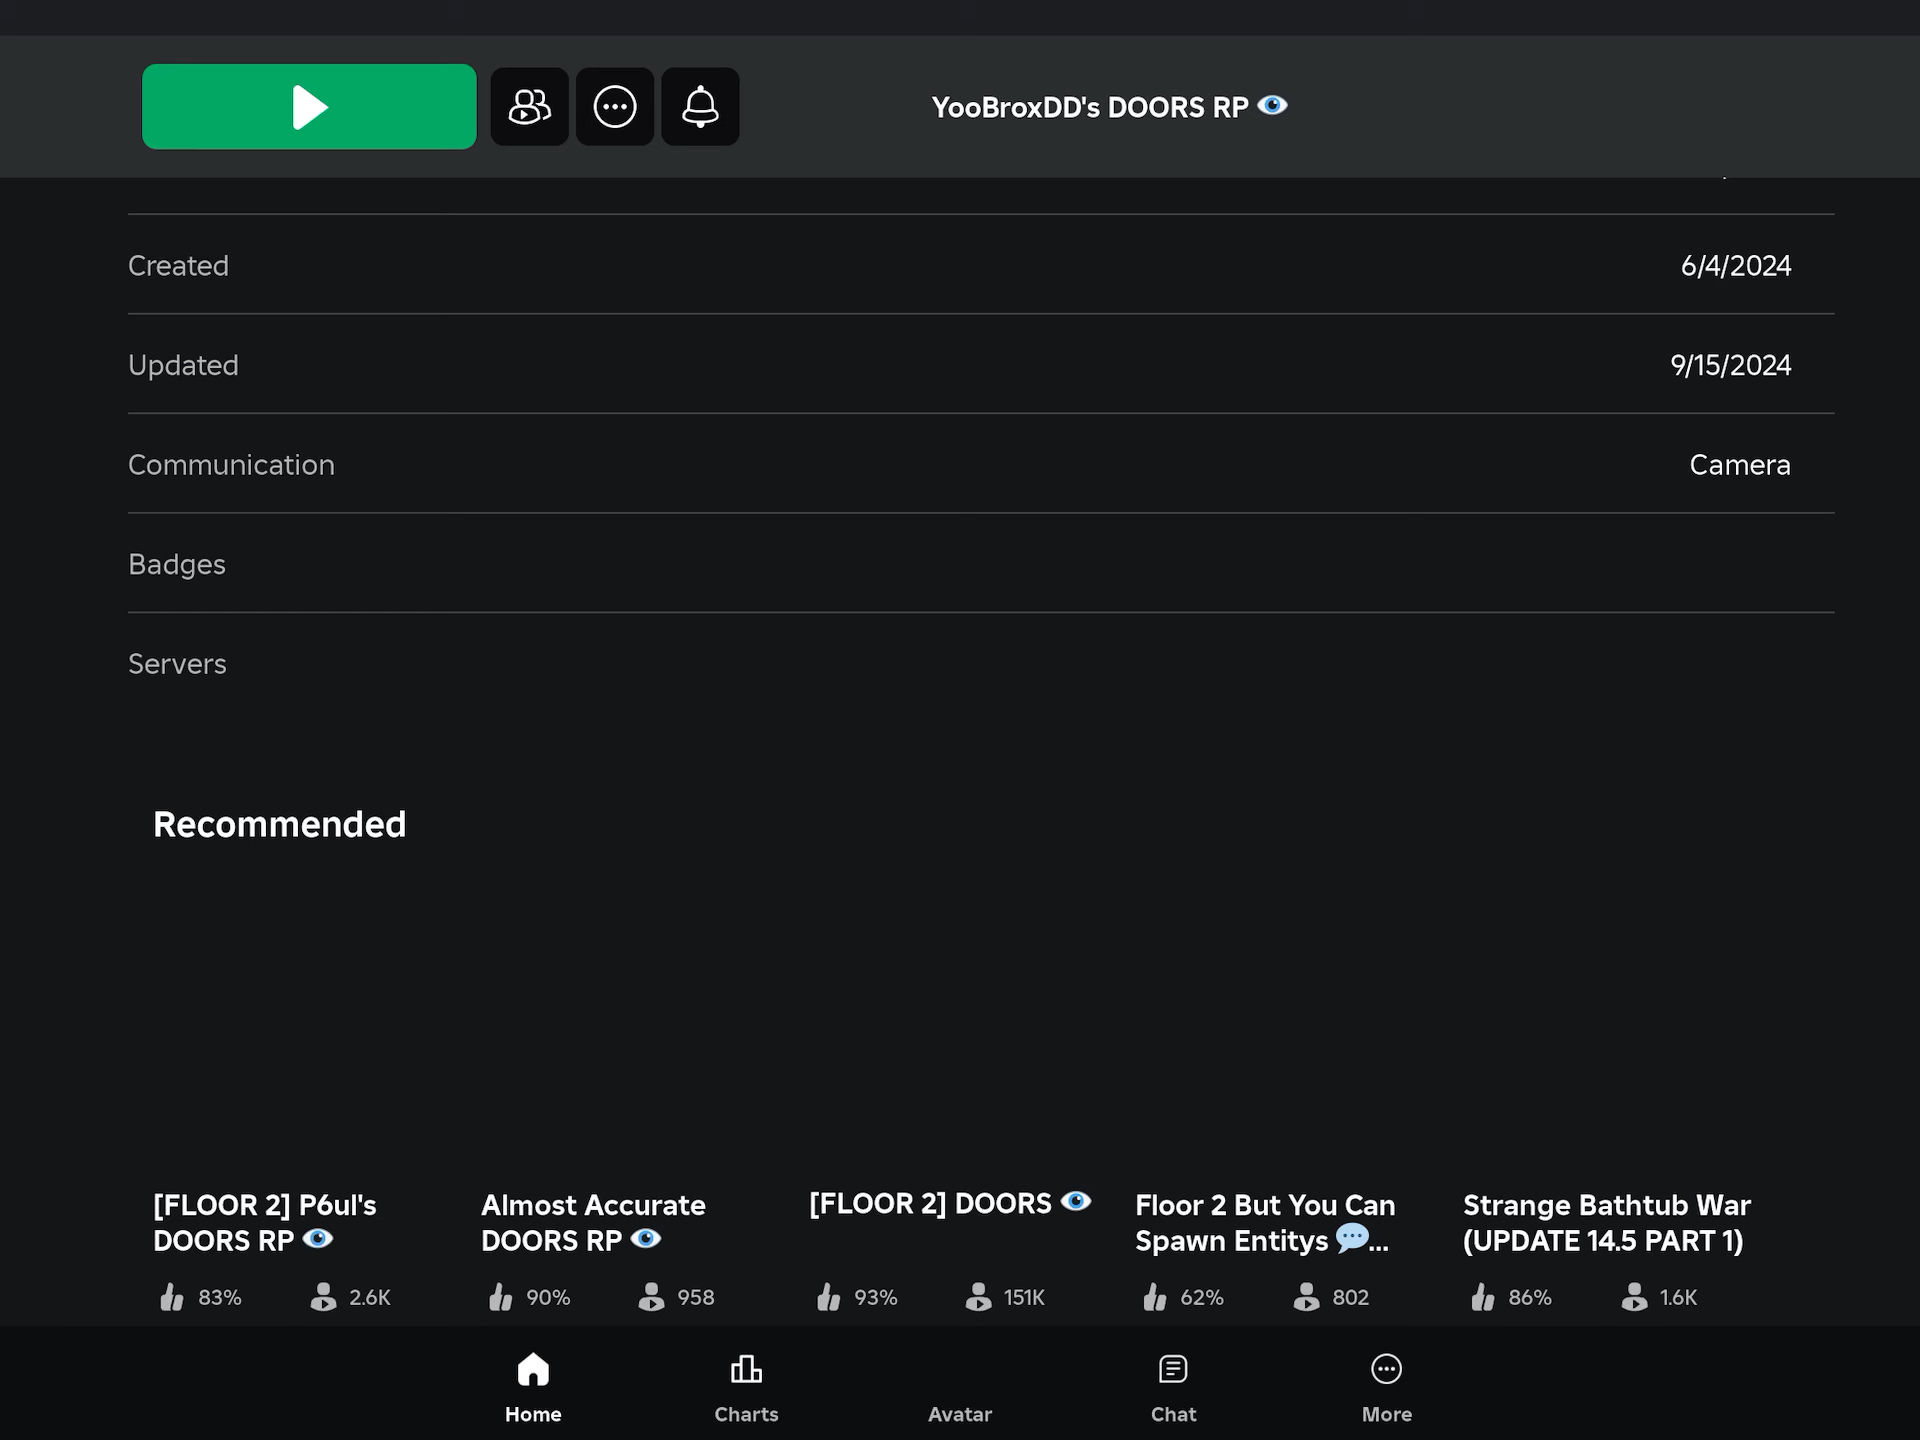 YooBroxDD's DOORS RP 👁️
Created
6/4/2024
Updated
9/15/2024
Communication
Camera
Badges
Servers
Recommended
[FLOOR 2] P6ul's
DOORS RP 👁️
83%
2.6K
Almost Accurate
DOORS RP 👁️
90%
958
[FLOOR 2] DOORS 👁️
93%
151K
Floor 2 But You Can
Spawn Entitys 💬...
62%
802
Strange Bathtub War
(UPDATE 14.5 PART 1)
86%
1.6K
Home
Charts
Avatar
Chat
More